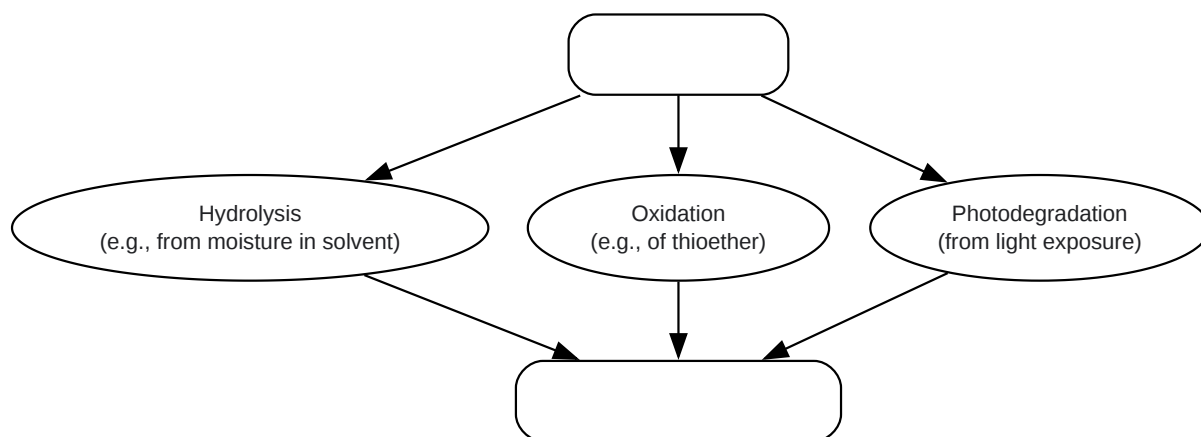 Hydrolysis
(e.g., from moisture in solvent)
Oxidation
(e.g., of thioether)
Photodegradation
(from light exposure)